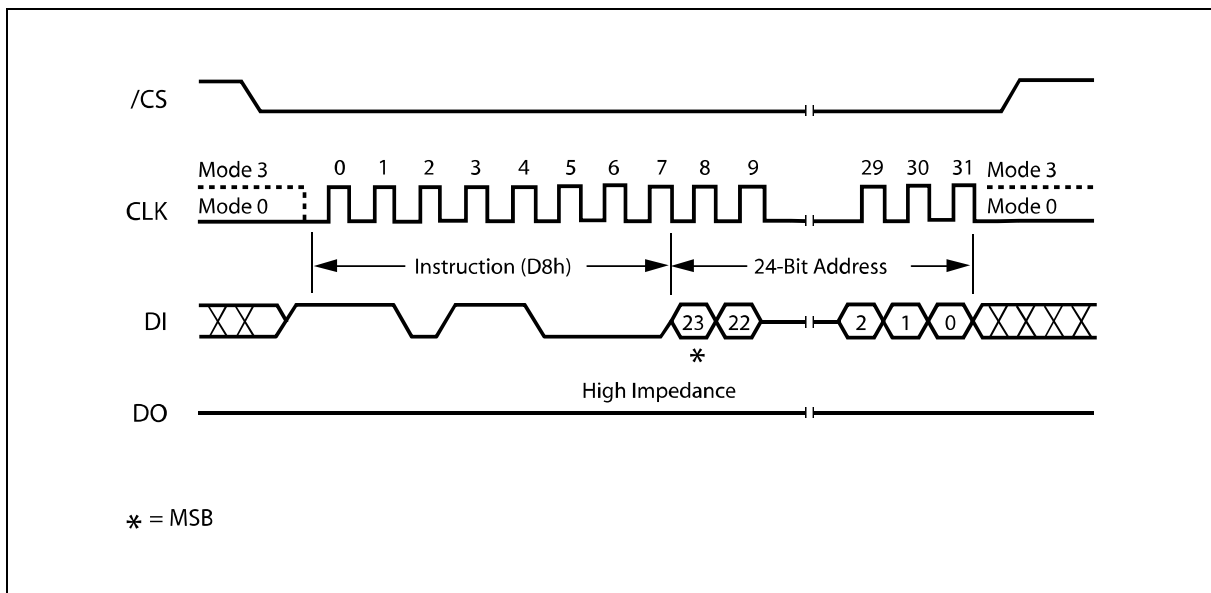 /CS
Mode 3 0 1 2 3 4 5 6 7 8 9 29 30 31 Mode 3
CLK Mode 0 Mode 0
Instruction (D8h) 24-Bit Address
DI 23 22 2 1 0
*
High Impedance
DO
* = MSB